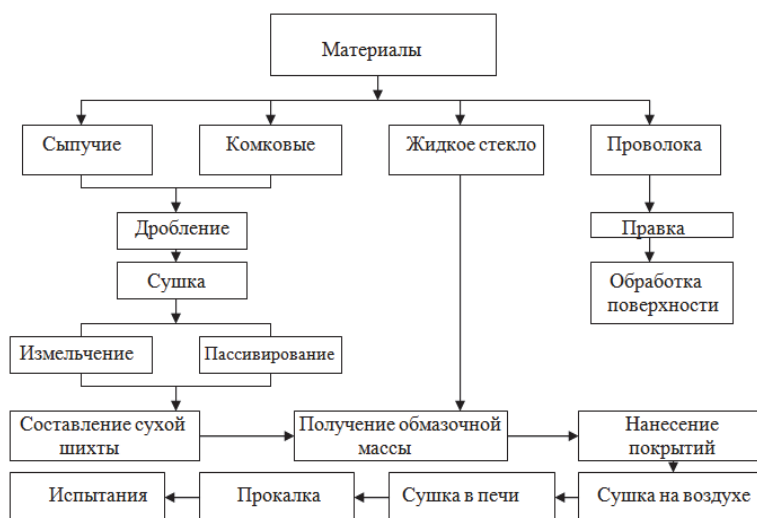 Материалы
Сыпучие
Комковые
Жидкое стекло
Проволока
Дробление
Правка
Сушка
Обработка
поверхности
Измельчение
Пассивирование
Составление сухой
шихты
Получение обмазочной
массы
Нанесение
покрытий
Испытания
Прокалка
Сушка в печи
Сушка на воздухе